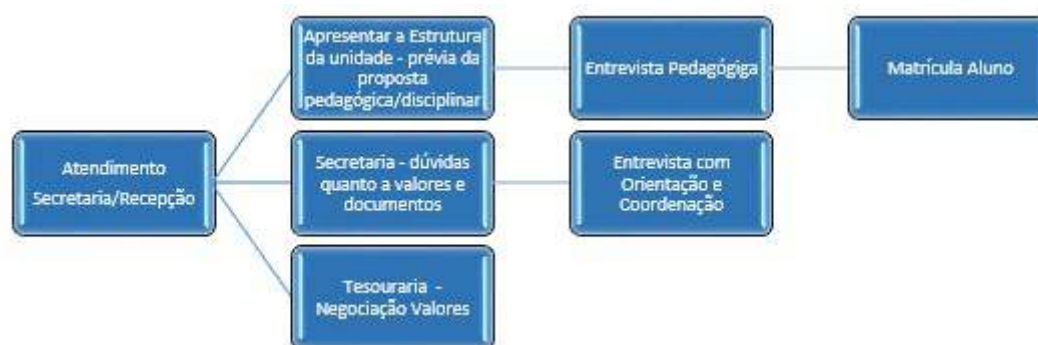 Apresentar a Estrutura
da unidade - prévia da
proposta
pedagógica/disciplinar
Entrevista Pedagógiga
Matrícula Aluno
Atendimento
Secretaria/Recepção
Secretaria - dúvidas
quanto a valores e
documentos
Entrevista com
Orientação e
Coordenação
Tesouraria -
Negociação Valores